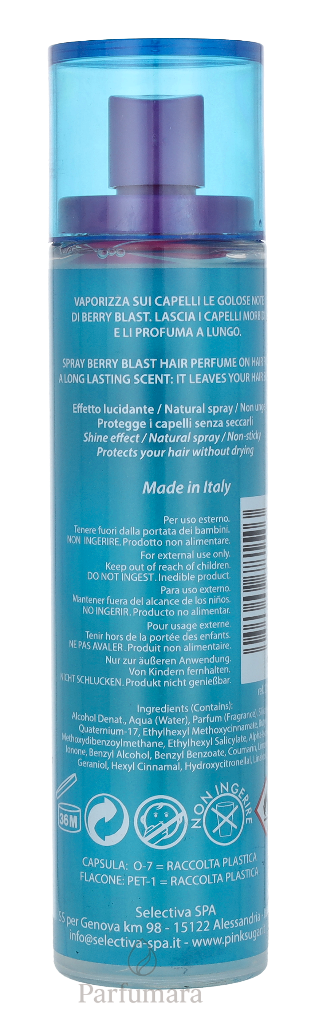 VAPORIZZA SUI CAPELLI LE GOLOSE NOTE
DI BERRY BLAST. LASCIA I CAPELLI
E LI PROFUMA A LUNGO.
SPRAY BERRY BLAST HAIR PERFUME ON
A LONG LASTING SCENT: IT LEAVES YOUR
Effetto lucidante / Natural spray / Non
Protegge i capelli senza seccarli
Shine effect / Natural spray / Non-sticky
Protects your hair without drying
Made in Italy
Per uso esterno.
Tenere fuori dalla portata dei bambini.
NON INGERIRE. Prodotto non alimentare.
For external use only.
Keep out of reach of children.
DO NOT INGEST. Inedible product.
Para uso externo.
Mantener fuera del alcance de los niños.
NO INGERIR. Producto no alimentar.
Pour usage externe.
Tenir hors de la portée des enfants.
NE PAS AVALER. Produit non alimentaire.
Nur zur äußeren Anwendung.
Von Kindern fernhalten.
NICHT SCHLUCKEN. Produkt nicht genießbar.
Ingredients (Contains):
Alcohol Denat., Aqua (Water), Parfum (Fragrance),
Quaternium-17, Ethylhexyl Methoxycinnamate,
Methoxydibenzoylmethane, Ethylhexyl Salicylate,
Benzyl Alcohol, Benzyl Benzoate, Coumarin,
Geraniol, Hexyl Cinnamal, Hydroxycitronellal,
36M
NON INGERIRE
CAPSULA: O-7 = RACCOLTA PLASTICA
FLACONE: PET-1 = RACCOLTA PLASTICA
Selectiva SPA
SS per Genova km 98 - 15122 Alessandria -
info@selectiva-spa.it - www.pinksugar
Parfumara